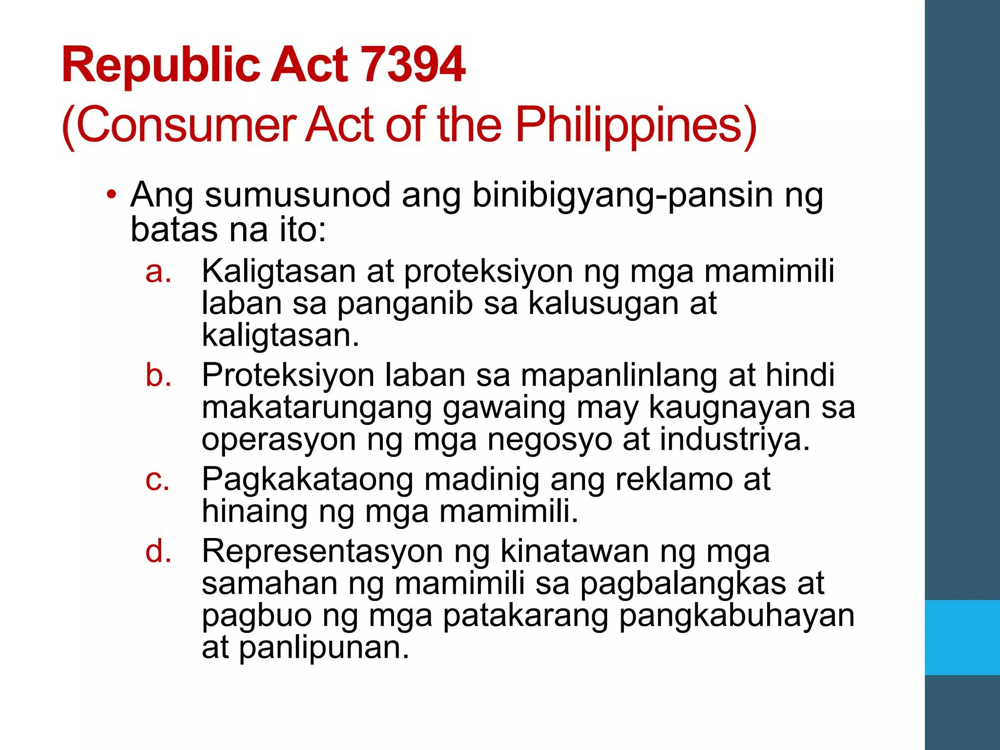 Republic Act 7394
(Consumer Act of the Philippines)
• Ang sumusunod ang binibigyang-pansin ng
batas na ito:
a. Kaligtasan at proteksiyon ng mga mamimili
laban sa panganib sa kalusugan at
kaligtasan.
b. Proteksiyon laban sa mapanlinlang at hindi
makatarungang gawaing may kaugnayan sa
operasyon ng mga negosyo at industriya.
c. Pagkakataong madinig ang reklamo at
hinaing ng mga mamimili.
d. Representasyon ng kinatawan ng mga
samahan ng mamimili sa pagbalangkas at
pagbuo ng mga patakarang pangkabuhayan
at panlipunan.